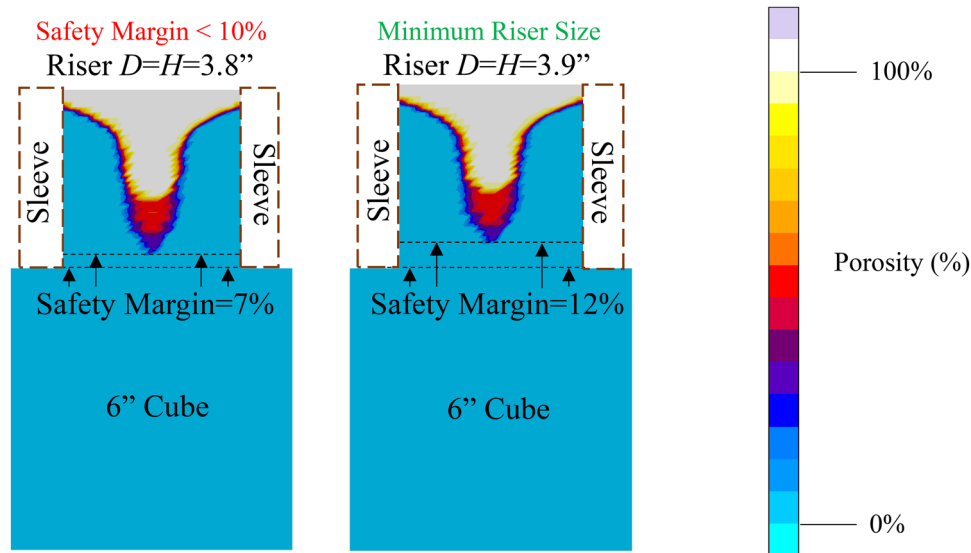 Safety Margin < 10%
Riser D=H=3.8”
Sleeve
Sleeve
Safety Margin=7%
6” Cube
Minimum Riser Size
Riser D=H=3.9”
Sleeve
Sleeve
Safety Margin=12%
6” Cube
100%
Porosity (%)
0%